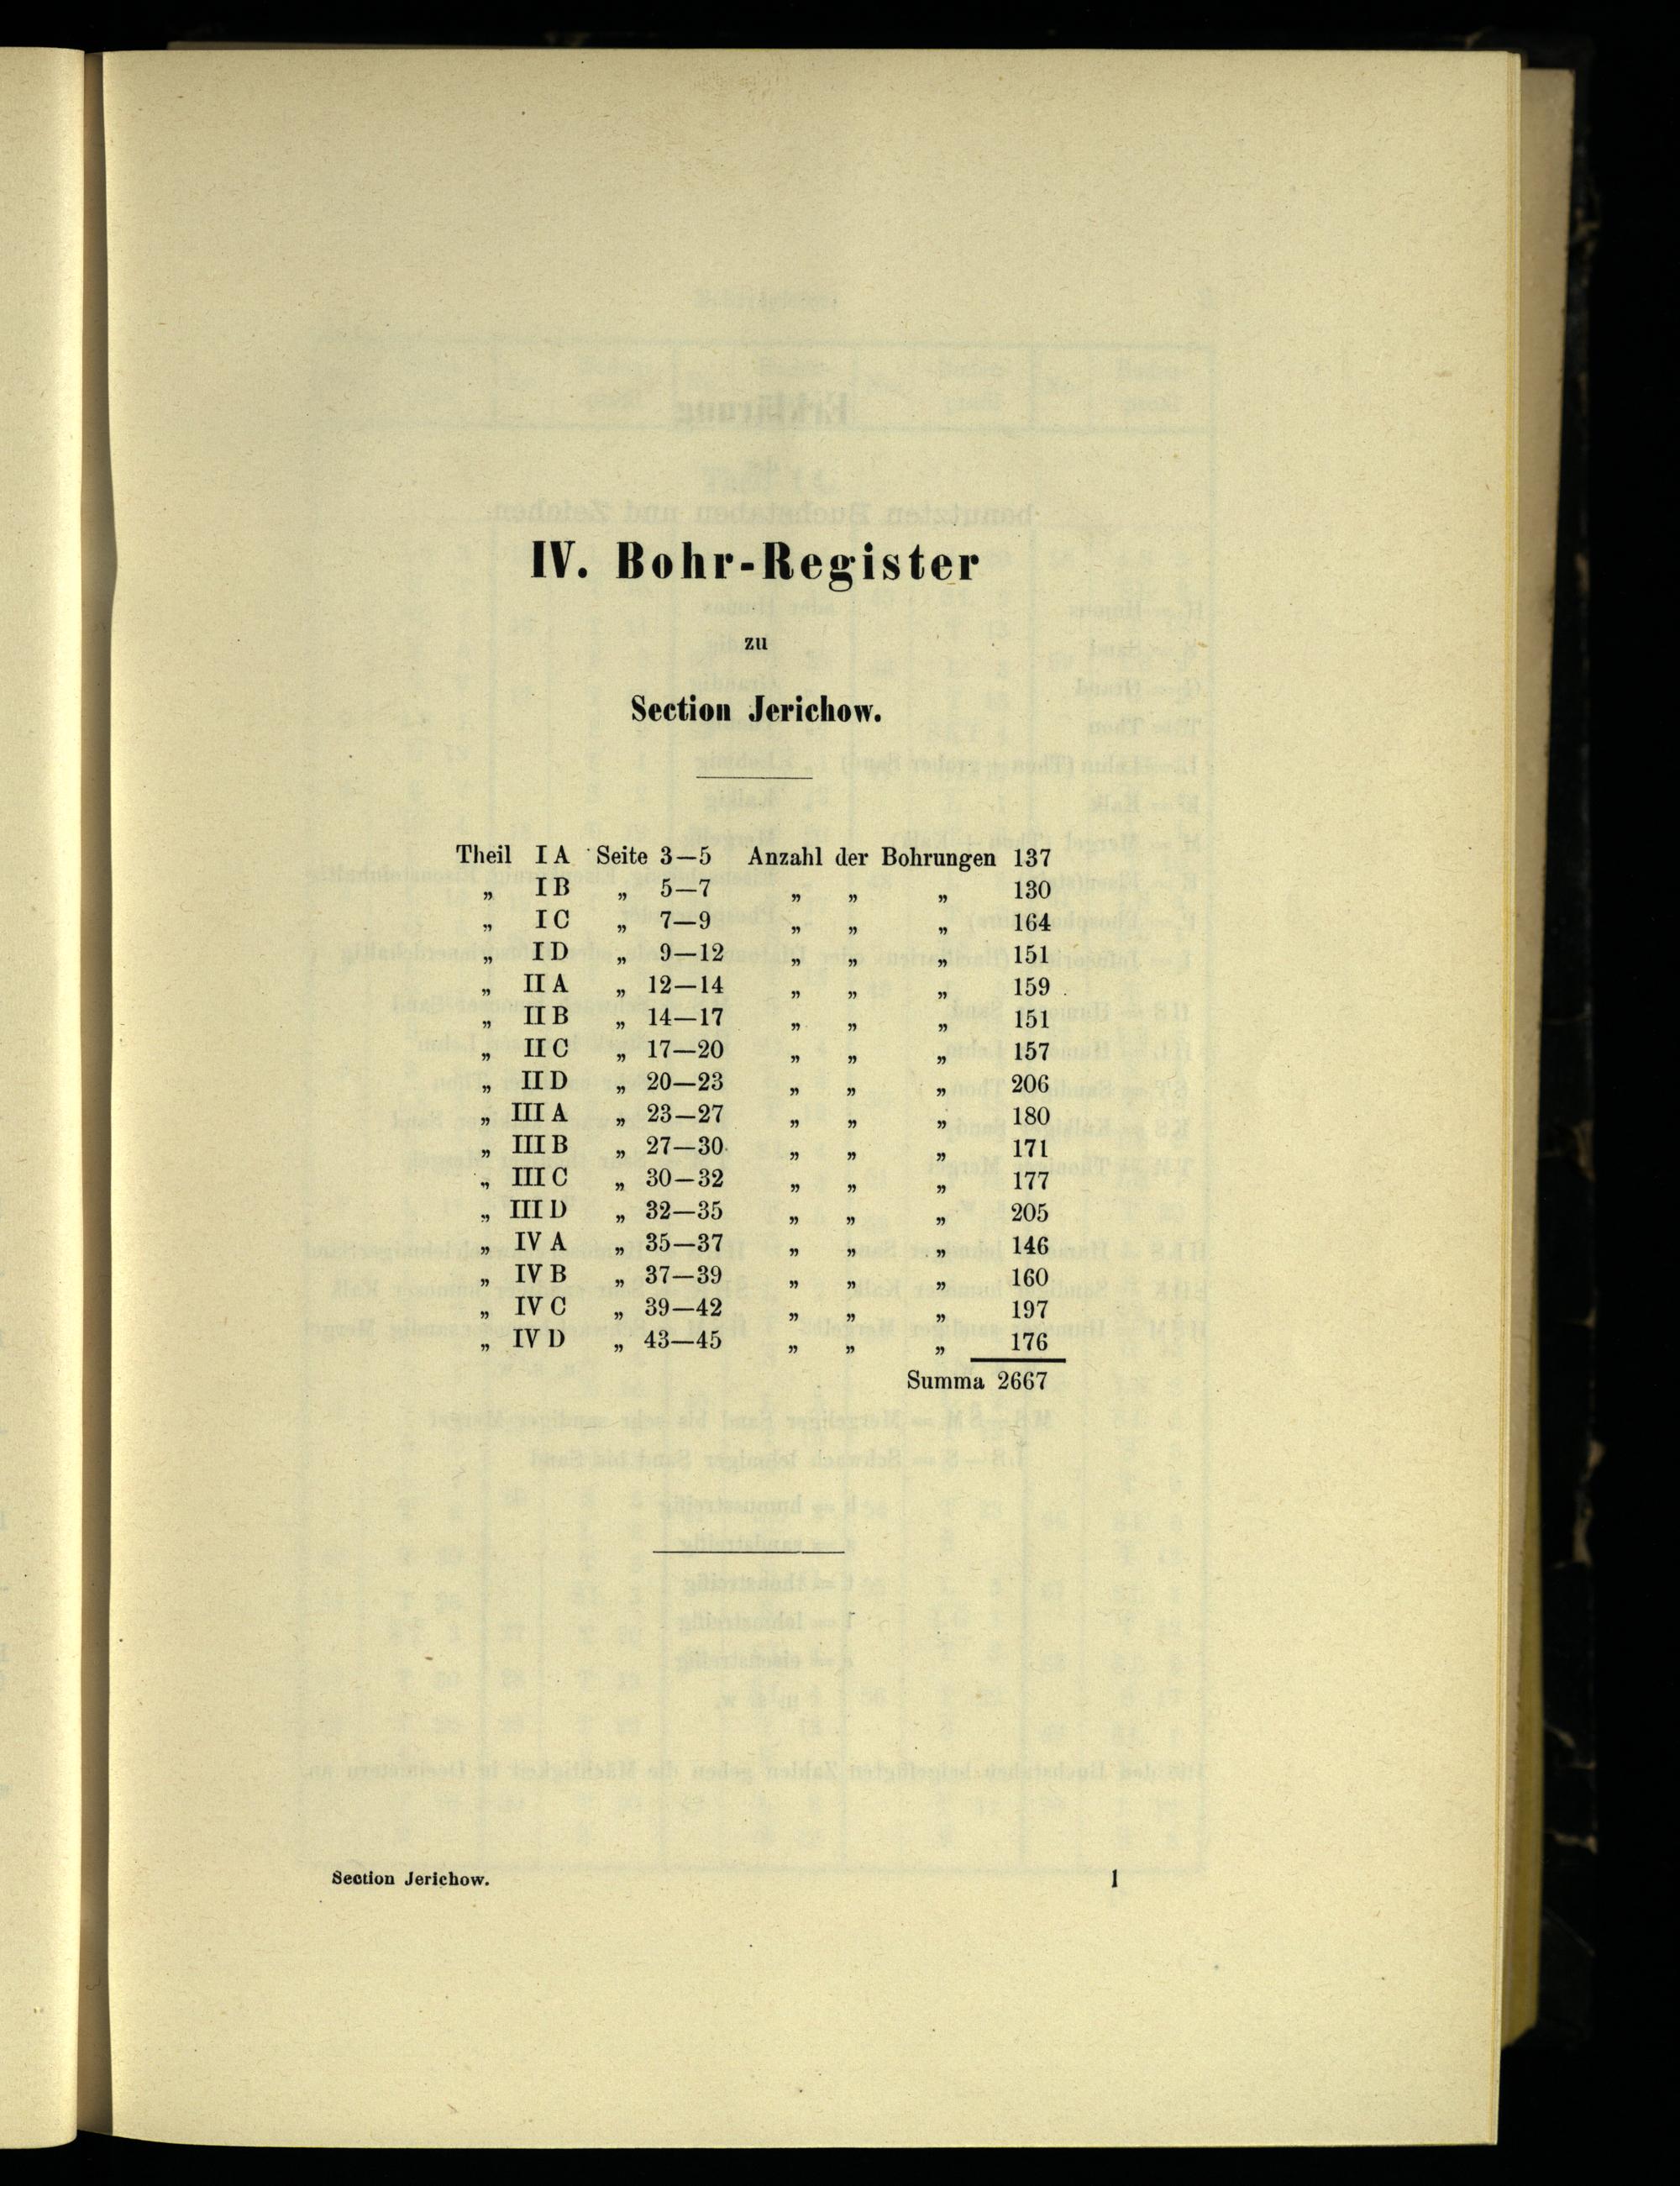 IV. Bohr-Register
zu
Section Jerichow.
Theil I A Seite 3—5 Anzahl der Bohrungen 137
„ I B „ 5—7 „ „ „ 130
„ I C „ 7—9 „ „ „ 164
„ I D „ 9—12 „ „ „ 151
„ II A „ 12—14 „ „ „ 159
„ II B „ 14—17 „ „ „ 151
„ II C „ 17—20 „ „ „ 157
„ II D „ 20—23 „ „ „ 206
„ III A „ 23—27 „ „ „ 180
„ III B „ 27—30 „ „ „ 171
„ III C „ 30—32 „ „ „ 177
„ III D „ 32—35 „ „ „ 205
„ IV A „ 35—37 „ „ „ 146
„ IV B „ 37—39 „ „ „ 160
„ IV C „ 39—42 „ „ „ 197
„ IV D „ 43—45 „ „ „ 176
Summa 2667
Section Jerichow. 1